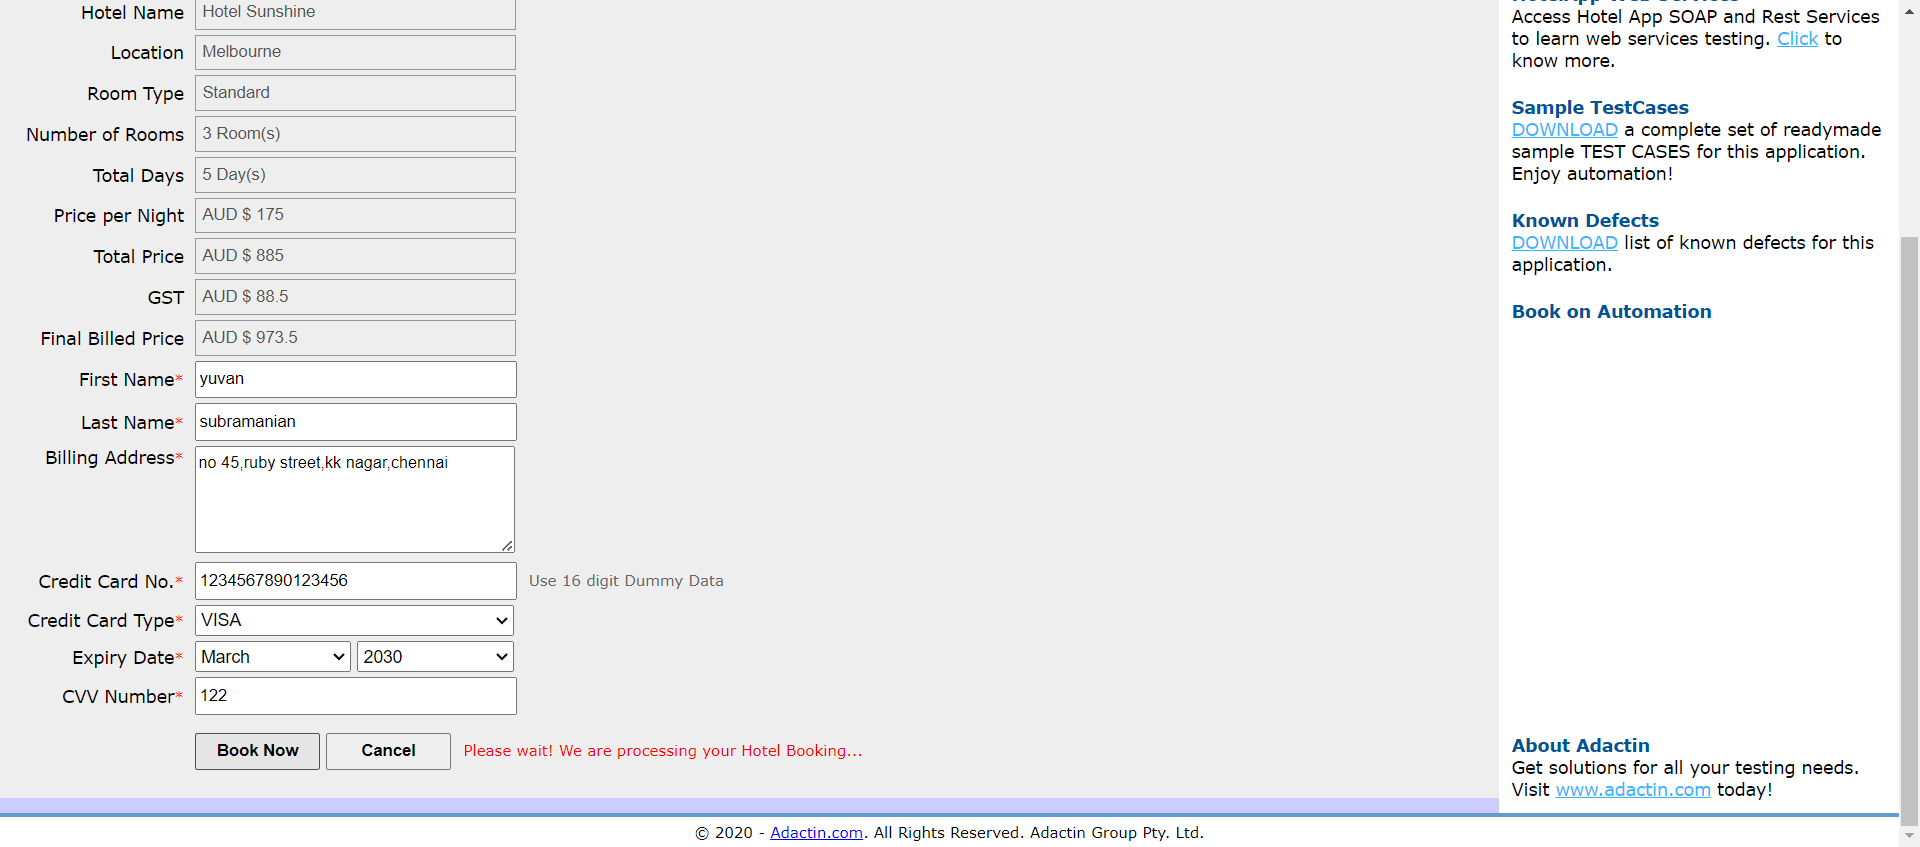 Hotel Name Hotel Sunshine
Location Melbourne
Room Type Standard
Number of Rooms 3 Room(s)
Total Days 5 Day(s)
Price per Night AUD $ 175
Total Price AUD $ 885
GST AUD $ 88.5
Final Billed Price AUD $ 973.5
First Name* yuvan
Last Name* subramanian
Billing Address* no 45,ruby street,kk nagar,chennai
Credit Card No.* 1234567890123456 Use 16 digit Dummy Data
Credit Card Type* VISA
Expiry Date* March 2030
CVV Number* 122
Book Now Cancel Please wait! We are processing your Hotel Booking...
Access Hotel App SOAP and Rest Services
to learn web services testing. Click to
know more.
Sample TestCases
DOWNLOAD a complete set of readymade
sample TEST CASES for this application.
Enjoy automation!
Known Defects
DOWNLOAD list of known defects for this
application.
Book on Automation
About Adactin
Get solutions for all your testing needs.
Visit www.adactin.com today!
© 2020 - Adactin.com. All Rights Reserved. Adactin Group Pty. Ltd.